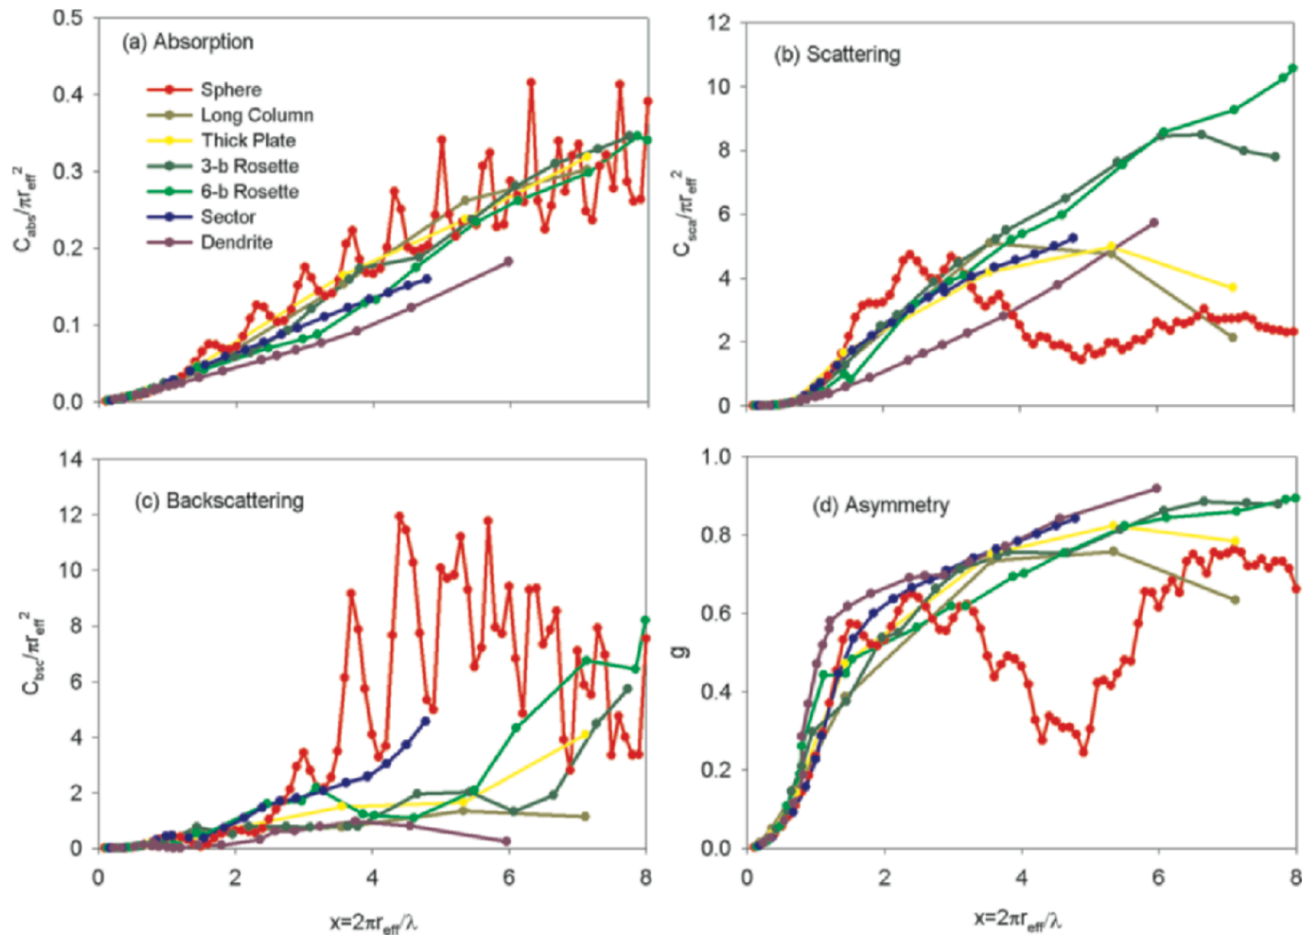 (a) Absorption
Sphere
Long Column
Thick Plate
3-b Rosette
6-b Rosette
Sector
Dendrite
C_abs/πr_eff^2
0.5
0.4
0.3
0.2
0.1
0.0
0 2 4 6 8
(b) Scattering
C_sca/πr_eff^2
12
10
8
6
4
2
0
0 2 4 6 8
(c) Backscattering
C_bsc/πr_eff^2
14
12
10
8
6
4
2
0
0 2 4 6 8
x=2πr_eff/λ
(d) Asymmetry
g
1.0
0.8
0.6
0.4
0.2
0.0
0 2 4 6 8
x=2πr_eff/λ